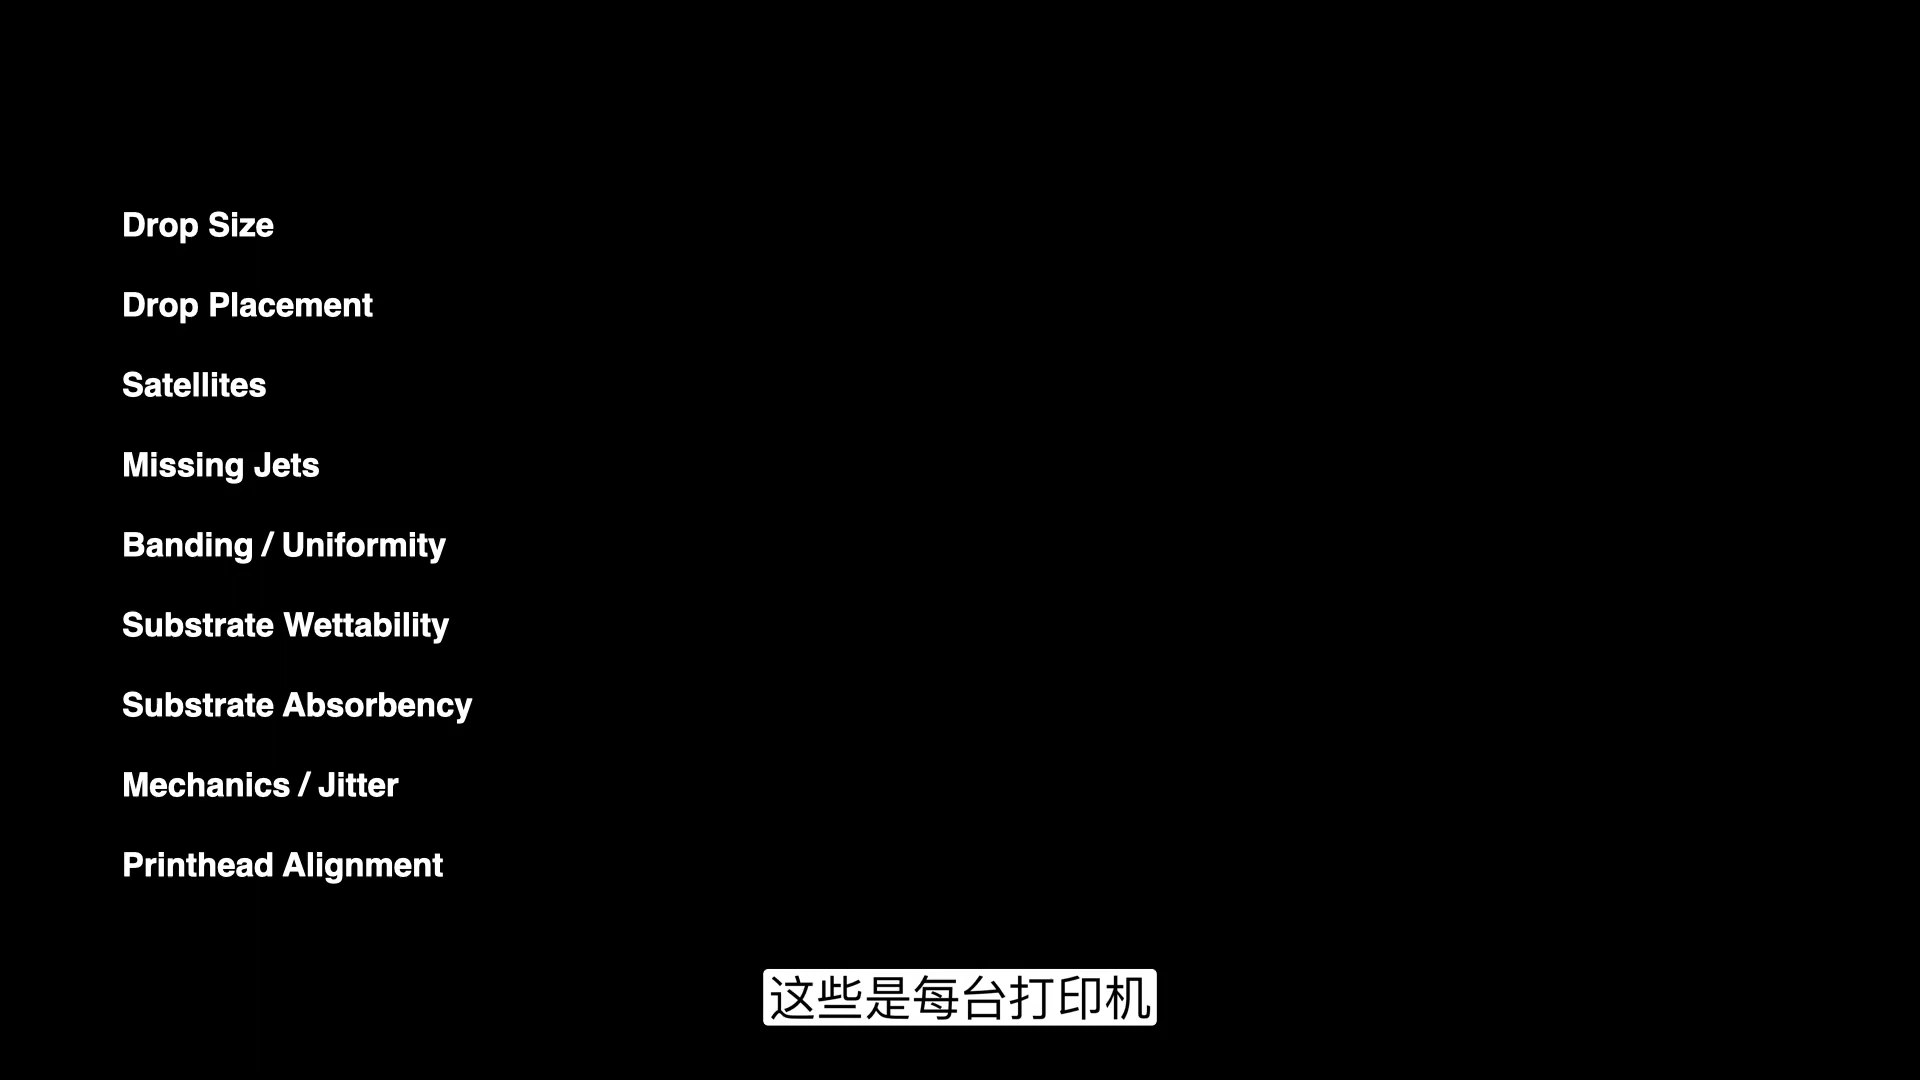 Drop Size
Drop Placement
Satellites
Missing Jets
Banding / Uniformity
Substrate Wettability
Substrate Absorbency
Mechanics / Jitter
Printhead Alignment
这些是每台打印机